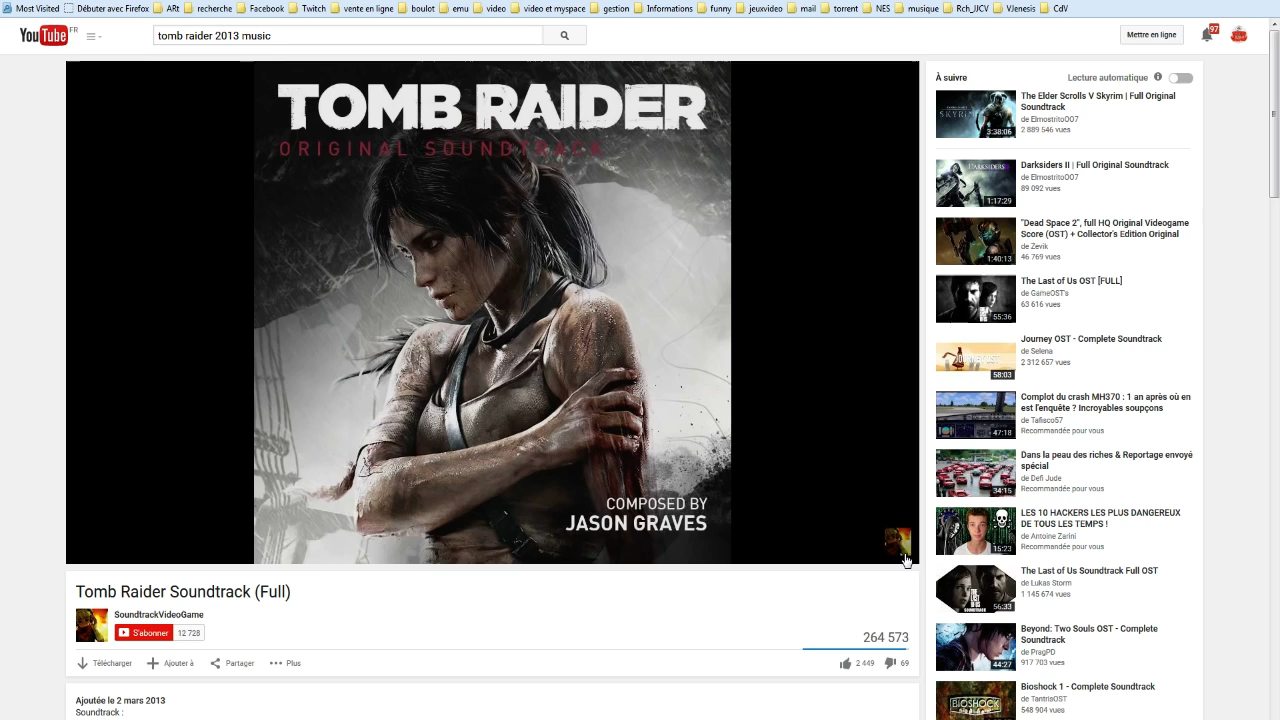 Most Visited Débuter avec Firefox ARt recherche Facebook Twitch vente en ligne boulot emu video video et myspace gestion Informations funny jeuxvideo mail torrent NES musique Rch_JJCV VJenesis CdV
YouTube FR
tomb raider 2013 music
Mettre en ligne
97
TOMB RAIDER
ORIGINAL SOUNDTRACK
COMPOSED BY
JASON GRAVES
Tomb Raider Soundtrack (Full)
SoundtrackVideoGame
S'abonner 12 728
264 573
Télécharger Ajouter à Partager Plus
2 449 69
Ajoutée le 2 mars 2013
Soundtrack :
À suivre
Lecture automatique
The Elder Scrolls V Skyrim | Full Original
Soundtrack
de ElmostritoOO7
2 889 546 vues
SKYRIM
3:38:06
Darksiders II | Full Original Soundtrack
de ElmostritoOO7
89 092 vues
DARKSIDERS
1:17:29
"Dead Space 2", full HQ Original Videogame
Score (OST) + Collector's Edition Original
de Zevik
46 769 vues
1:40:13
The Last of Us OST [FULL]
de GameOST's
63 616 vues
55:36
Journey OST - Complete Soundtrack
de Selena
2 312 657 vues
58:03
Complot du crash MH370 : 1 an après où en
est l'enquête ? Incroyables soupçons
de Tafisco57
Recommandée pour vous
47:18
Dans la peau des riches & Reportage envoyé
spécial
de Defi Jude
Recommandée pour vous
34:15
LES 10 HACKERS LES PLUS DANGEREUX
DE TOUS LES TEMPS !
de Antoine Zarini
Recommandée pour vous
15:23
The Last of Us Soundtrack Full OST
de Lukas Storm
1 145 674 vues
56:33
Beyond: Two Souls OST - Complete
Soundtrack
de PragPD
917 703 vues
44:27
Bioshock 1 - Complete Soundtrack
de TantrisOST
548 904 vues
BIOSHOCK